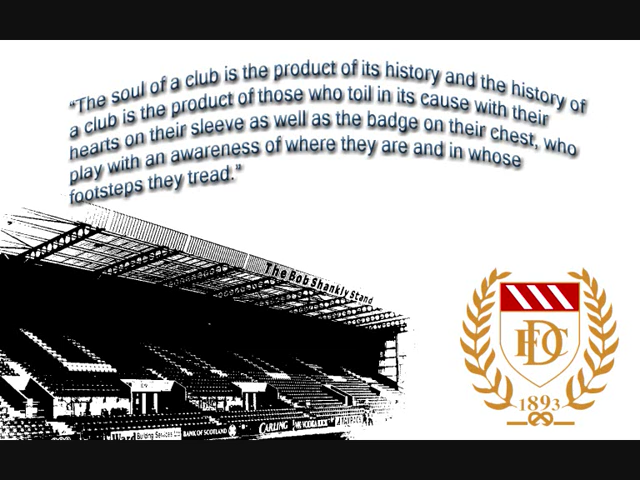 “The soul of a club is the product of its history and the history of
a club is the product of those who toil in its cause with their
hearts on their sleeve as well as the badge on their chest, who
play with an awareness of where they are and in whose
footsteps they tread.”
The Bob Shankly Stand
DFC
1893
Building Services Ltd
BANK OF SCOTLAND
CARLING